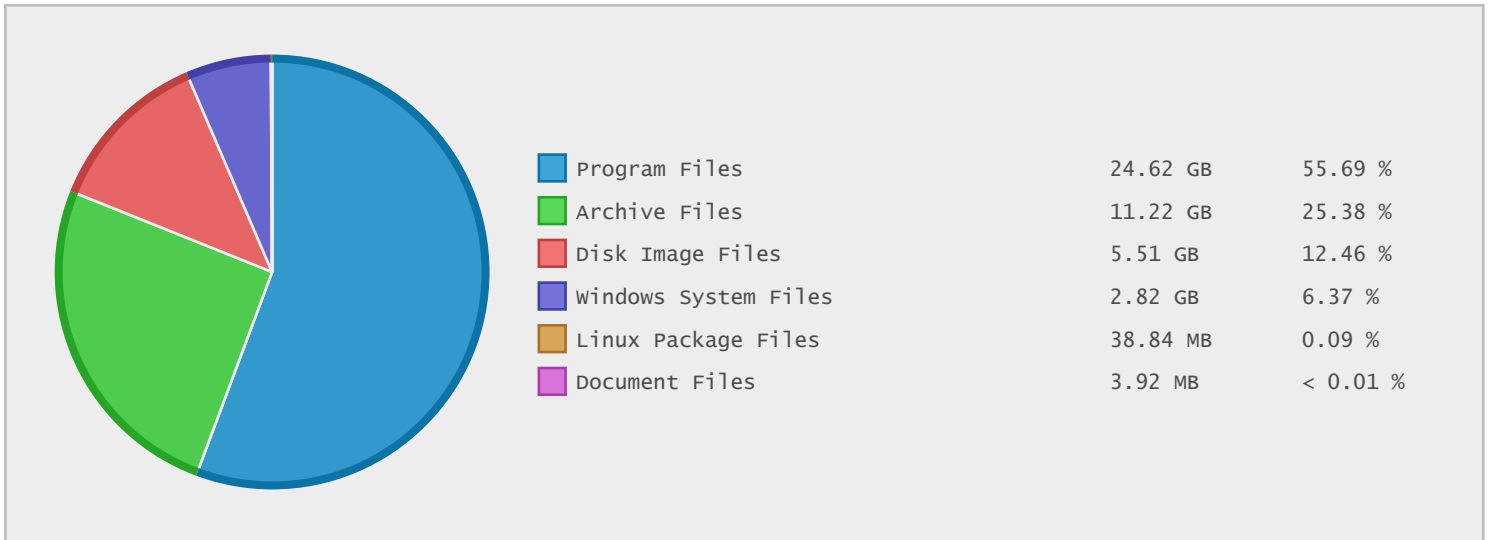 Program Files 24.62 GB 55.69 %
Archive Files 11.22 GB 25.38 %
Disk Image Files 5.51 GB 12.46 %
Windows System Files 2.82 GB 6.37 %
Linux Package Files 38.84 MB 0.09 %
Document Files 3.92 MB < 0.01 %